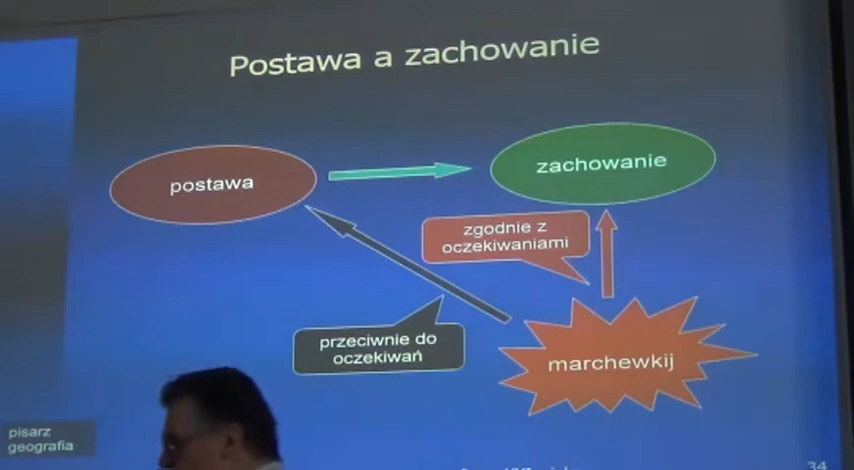 Postawa a zachowanie
postawa
zachowanie
zgodnie z
oczekiwaniami
przeciwnie do
oczekiwań
marchewkij
pisarz
geografia
34